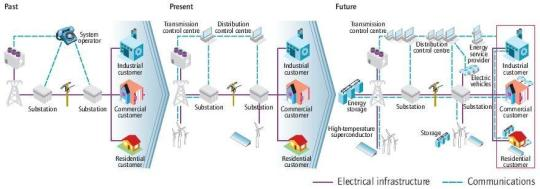 Past
System
operator
Industrial
customer
Substation
Substation
Commercial
customer
Residential
customer
Present
Transmission
control centre
Distribution
control centre
Industrial
customer
Substation
Substation
Commercial
customer
Residential
customer
Future
Transmission
control centre
Distribution
control centre
Energy
service
provider
Industrial
customer
Electric
vehicles
Energy
storage
Substation
Substation
Commercial
customer
High-temperature
superconductor
Storage
Residential
customer
Electrical infrastructure
Communications